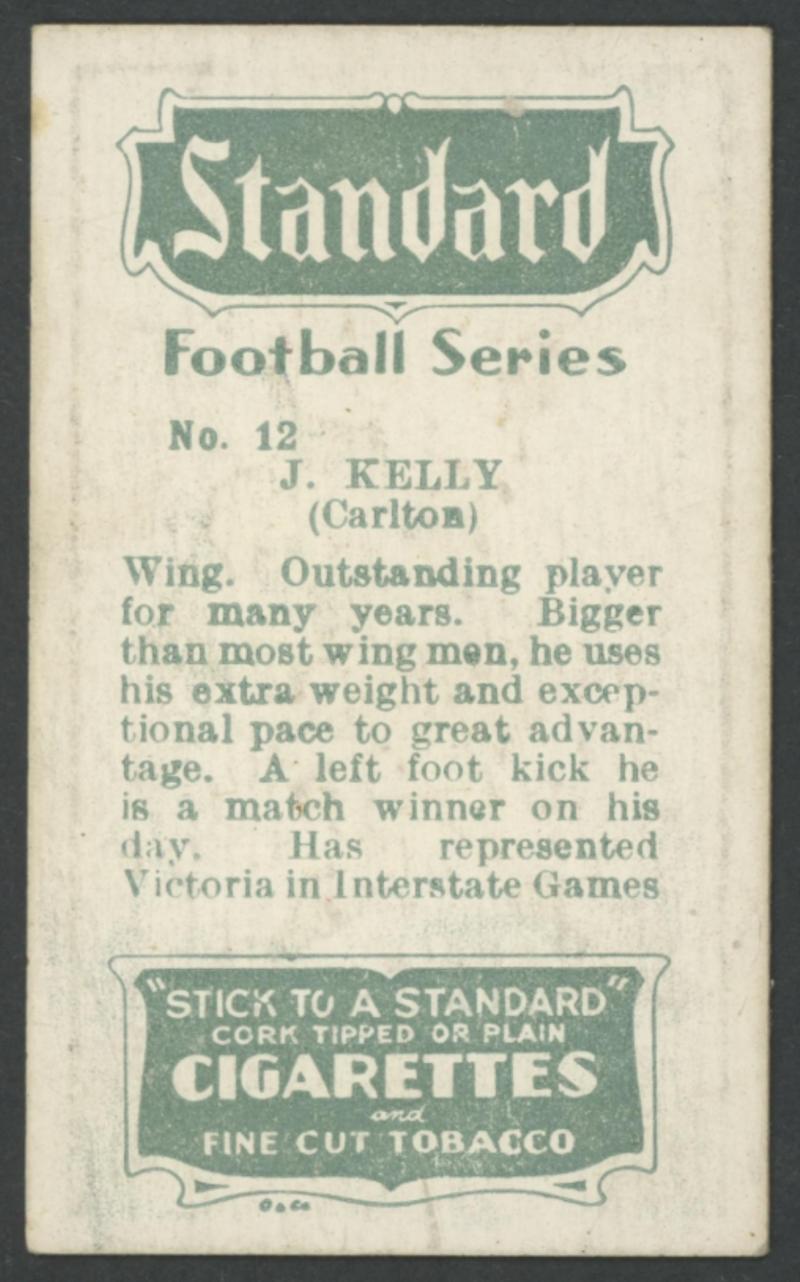 Standard
Football Series
No. 12
J. KELLY
(Carlton)
Wing. Outstanding player
for many years. Bigger
than most wing men, he uses
his extra weight and excep-
tional pace to great advan-
tage. A left foot kick he
is a match winner on his
day. Has represented
Victoria in Interstate Games
"STICK TO A STANDARD"
CORK TIPPED OR PLAIN
CIGARETTES
and
FINE CUT TOBACCO